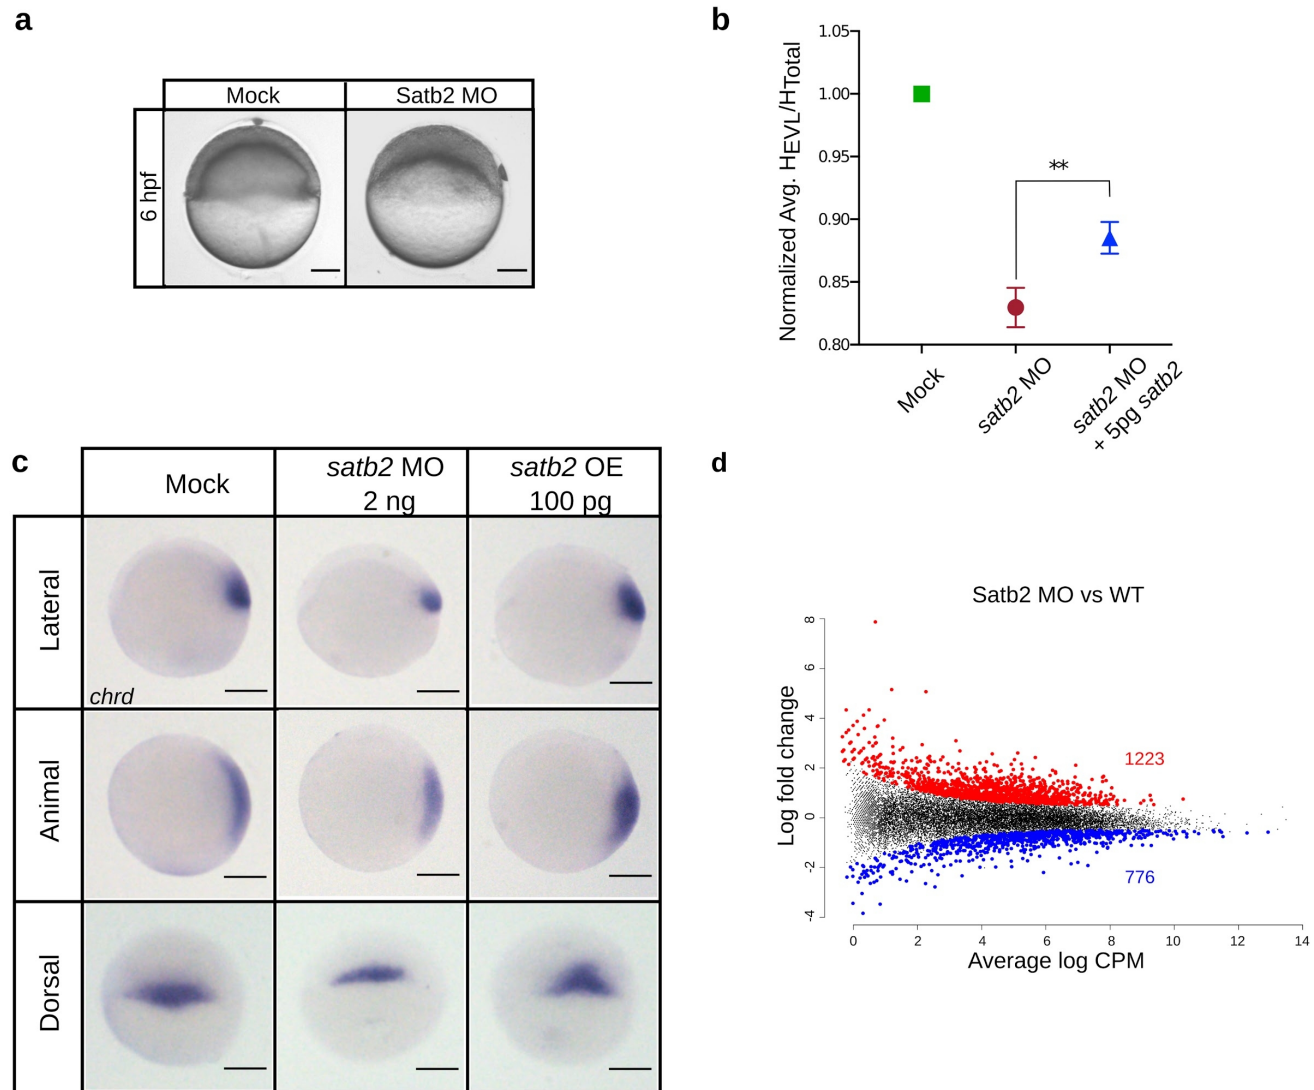 a
Mock
Satb2 MO
6 hpf
b
Normalized Avg. HEVL/HTotal
1.05
1.00
0.95
0.90
0.85
0.80
**
Mock
satb2 MO
satb2 MO
+ 5pg satb2
c
Mock
satb2 MO
2 ng
satb2 OE
100 pg
Lateral
chrd
Animal
Dorsal
d
Satb2 MO vs WT
Log fold change
8
6
4
2
0
-2
-4
1223
776
0 2 4 6 8 10 12 14
Average log CPM